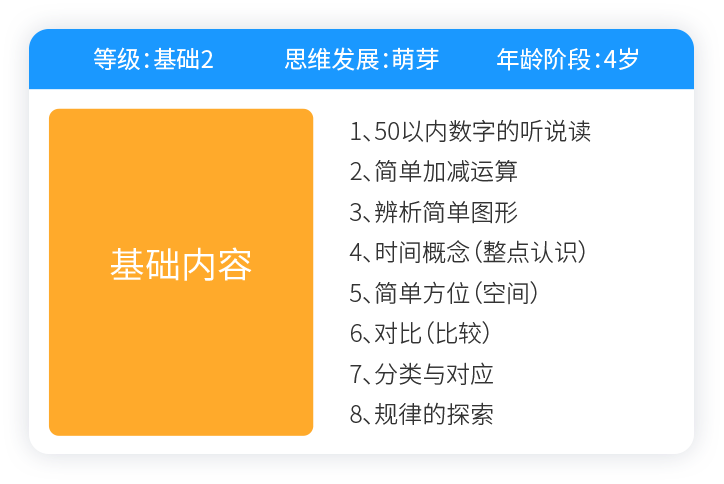 等级:基础2 思维发展:萌芽 年龄阶段:4岁
基础内容
1、50以内数字的听说读
2、简单加减运算
3、辨析简单图形
4、时间概念(整点认识)
5、简单方位(空间)
6、对比(比较)
7、分类与对应
8、规律的探索